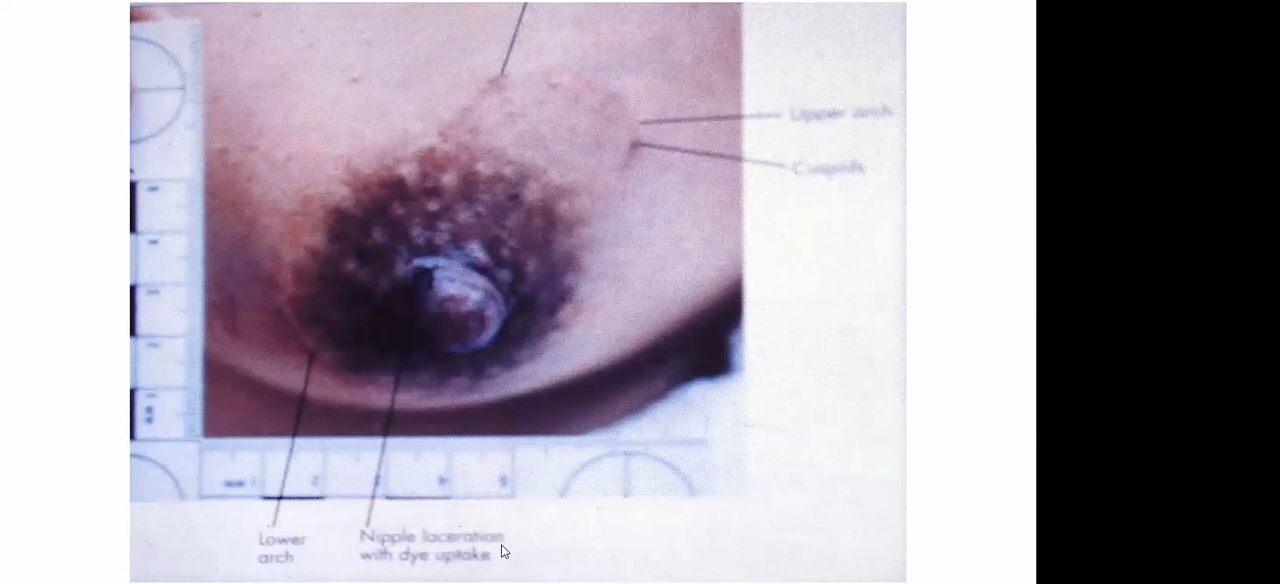 Upper arch
Cuspids
Lower
arch
Nipple laceration
with dye uptake